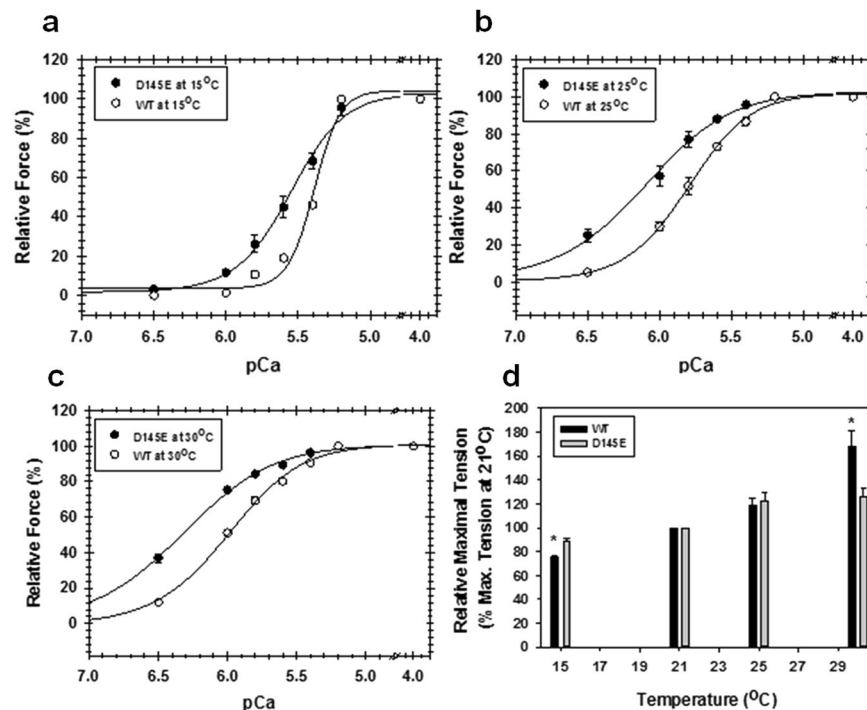 a
120
100
80
60
40
20
0
Relative Force (%)
D145E at 15°C
WT at 15°C
7.0 6.5 6.0 5.5 5.0 4.0
pCa
b
120
100
80
60
40
20
0
Relative Force (%)
D145E at 25°C
WT at 25°C
7.0 6.5 6.0 5.5 5.0 4.0
pCa
c
120
100
80
60
40
20
0
Relative Force (%)
D145E at 30°C
WT at 30°C
7.0 6.5 6.0 5.5 5.0 4.0
pCa
d
200
180
160
140
120
100
80
60
40
20
0
Relative Maximal Tension
(% Max. Tension at 21°C)
WT
D145E
*
*
15 17 19 21 23 25 27 29
Temperature (°C)